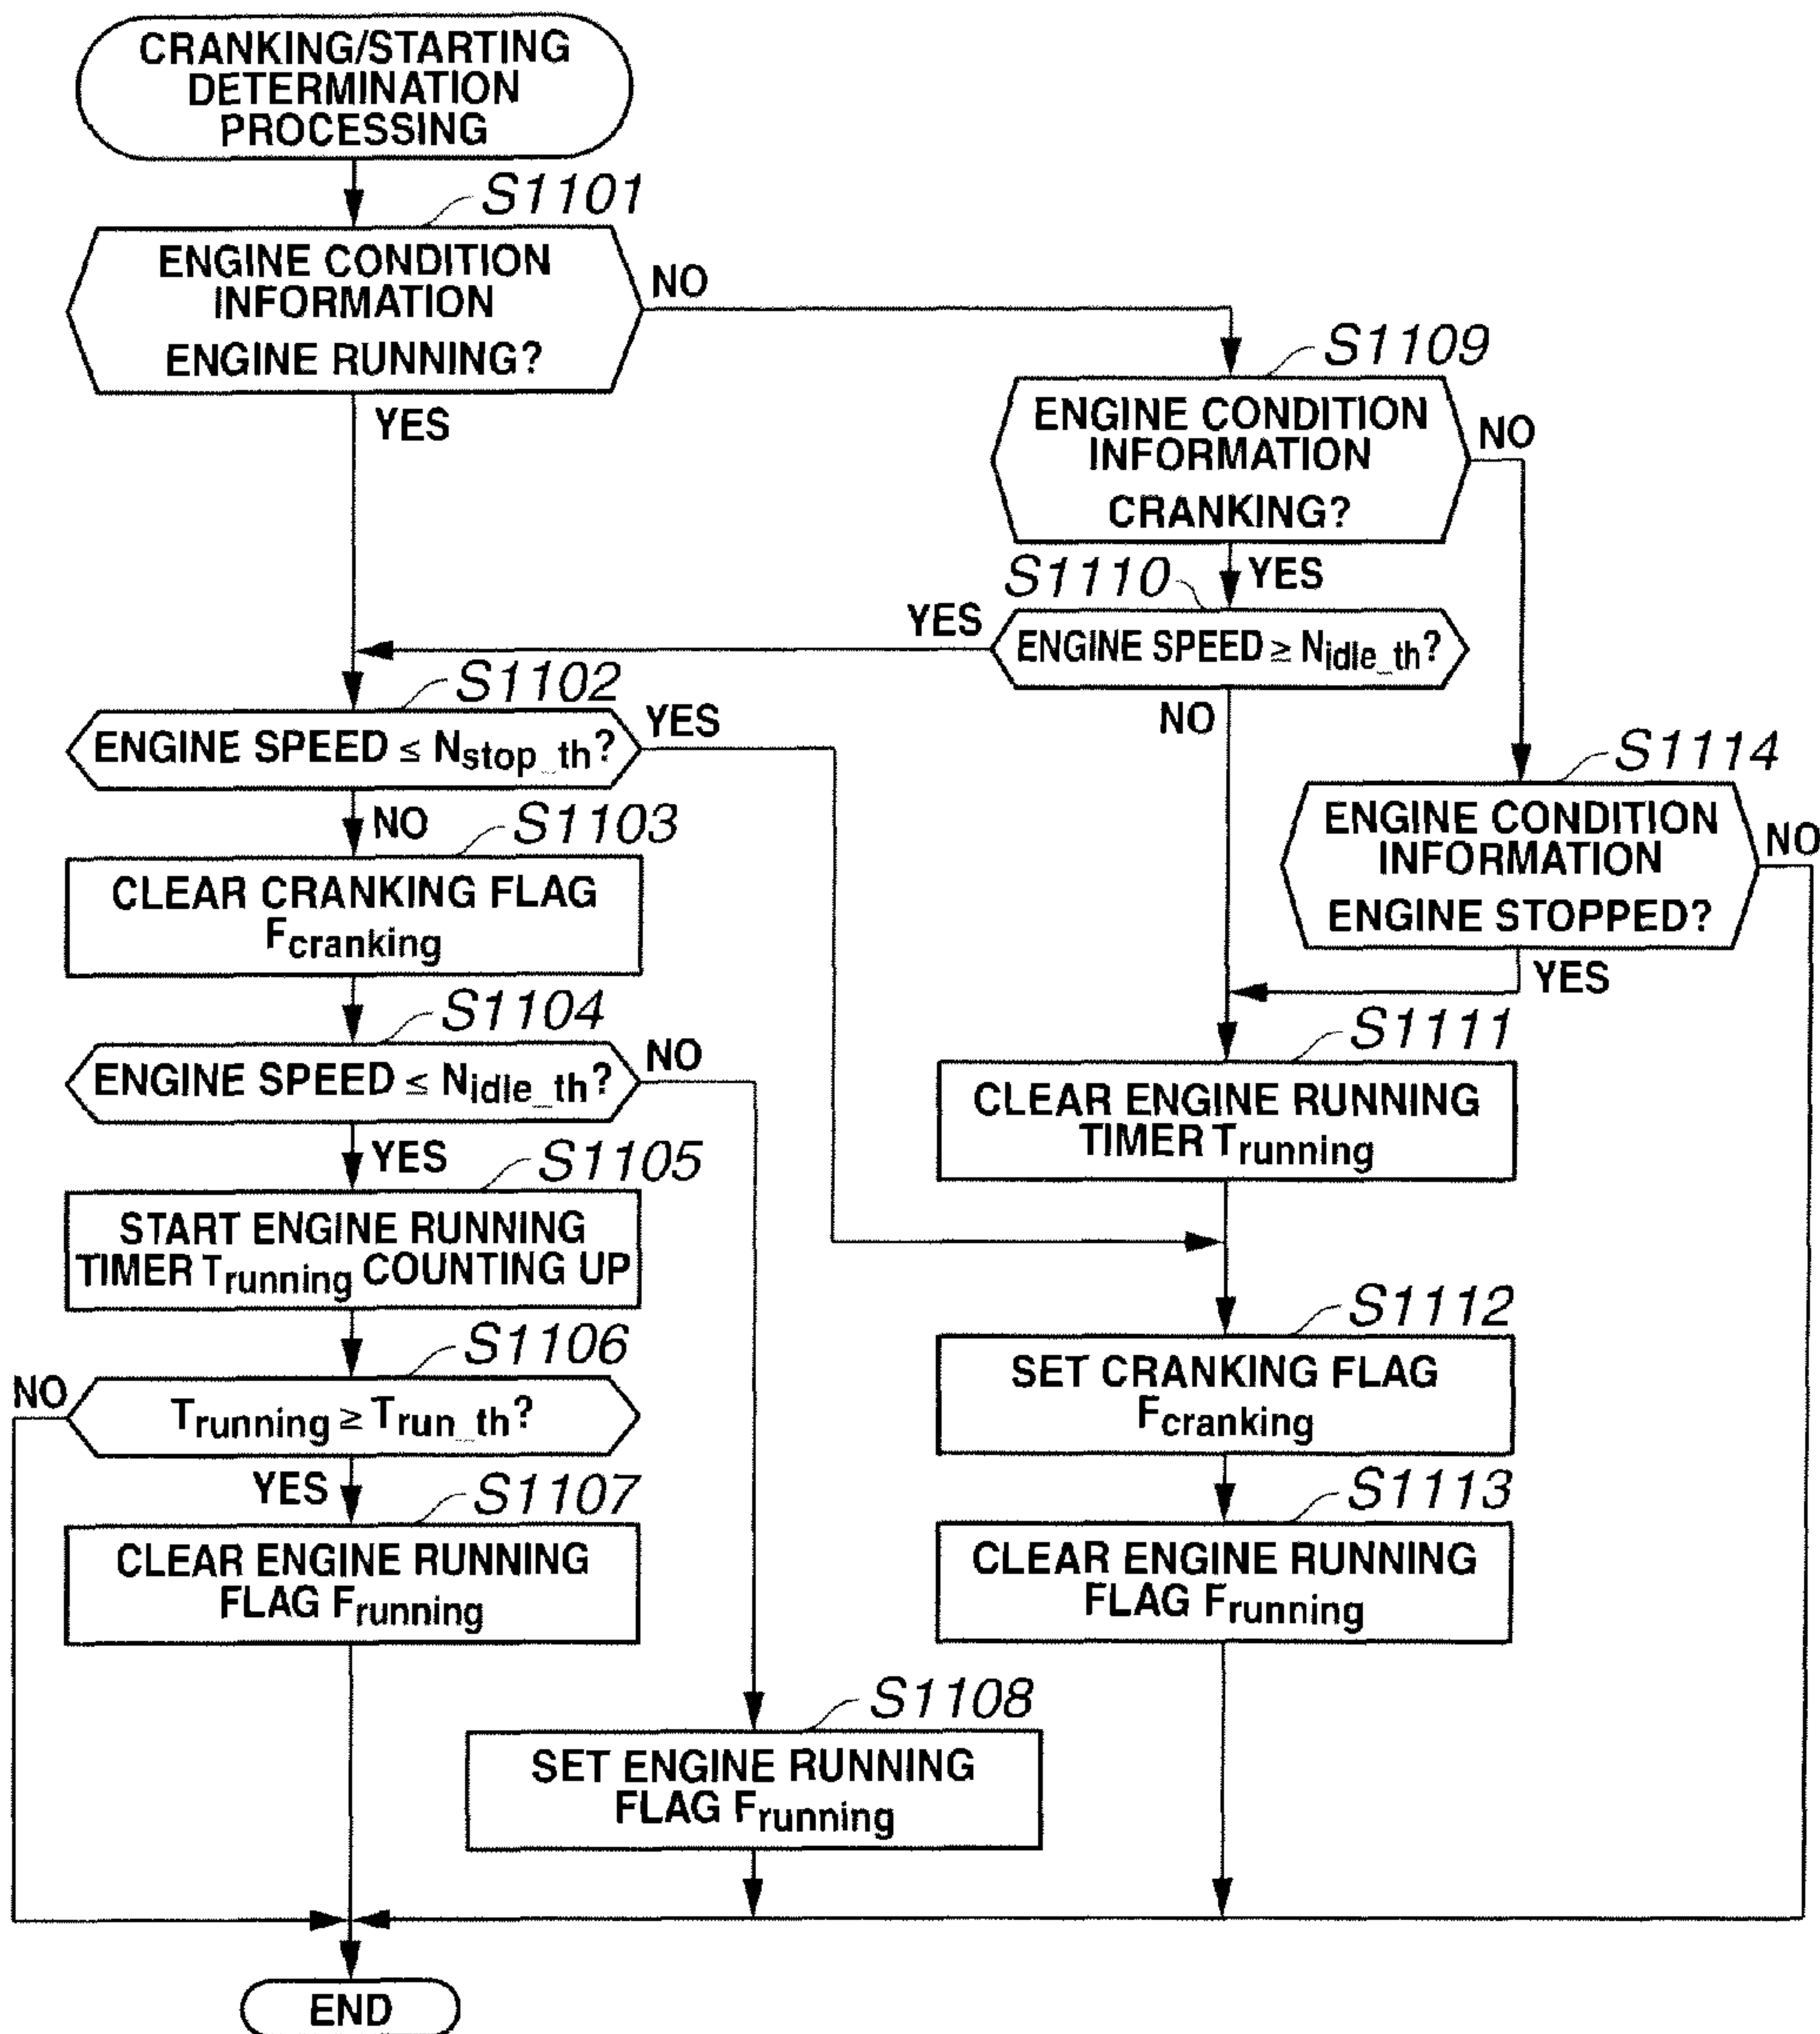 CRANKING/STARTING
DETERMINATION
PROCESSING
S1101
ENGINE CONDITION
INFORMATION
ENGINE RUNNING?
NO
YES
S1109
ENGINE CONDITION
INFORMATION
CRANKING?
NO
YES
S1110
ENGINE SPEED ≥ Nidle_th?
YES
NO
S1102
ENGINE SPEED ≤ Nstop_th?
YES
NO
S1114
ENGINE CONDITION
INFORMATION
ENGINE STOPPED?
NO
YES
S1103
CLEAR CRANKING FLAG
Fcranking
S1104
ENGINE SPEED ≤ Nidle_th?
NO
YES
S1111
CLEAR ENGINE RUNNING
TIMER Trunning
S1105
START ENGINE RUNNING
TIMER Trunning COUNTING UP
S1106
Trunning ≥ Trun_th?
NO
YES
S1112
SET CRANKING FLAG
Fcranking
S1107
CLEAR ENGINE RUNNING
FLAG Frunning
S1113
CLEAR ENGINE RUNNING
FLAG Frunning
S1108
SET ENGINE RUNNING
FLAG Frunning
END